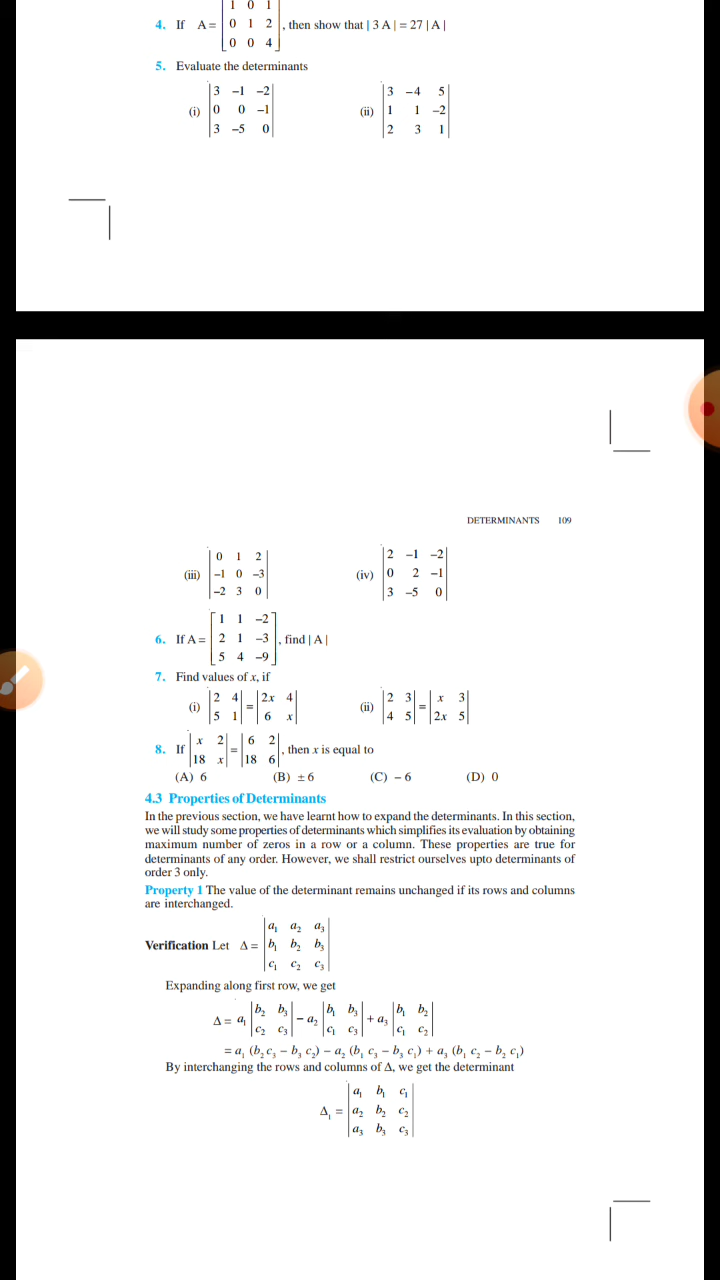 1 0 1
4. If A = 0 1 2 , then show that | 3 A | = 27 | A |
0 0 4
5. Evaluate the determinants
3 –1 –2
(i) 0 0 –1
3 –5 0
3 –4 5
(ii) 1 1 –2
2 3 1
DETERMINANTS 109
0 1 2
(iii) –1 0 –3
–2 3 0
2 –1 –2
(iv) 0 2 –1
3 –5 0
1 1 –2
6. If A = 2 1 –3 , find | A |
5 4 –9
7. Find values of x, if
(i) |2 4| = |2x 4|
|5 1| |6 x|
(ii) |2 3| = |x 3|
|4 5| |2x 5|
8. If |x 2| = |6 2| , then x is equal to
|18 x| |18 6|
(A) 6 (B) ± 6 (C) – 6 (D) 0
4.3 Properties of Determinants
In the previous section, we have learnt how to expand the determinants. In this section,
we will study some properties of determinants which simplifies its evaluation by obtaining
maximum number of zeros in a row or a column. These properties are true for
determinants of any order. However, we shall restrict ourselves upto determinants of
order 3 only.
Property 1 The value of the determinant remains unchanged if its rows and columns
are interchanged.
a₁ a₂ a₃
Verification Let Δ = b₁ b₂ b₃
c₁ c₂ c₃
Expanding along first row, we get
Δ = a₁ |b₂ b₃| − a₂ |b₁ b₃| + a₃ |b₁ b₂|
|c₂ c₃| |c₁ c₃| |c₁ c₂|
= a₁ (b₂ c₃ – b₃ c₂) – a₂ (b₁ c₃ – b₃ c₁) + a₃ (b₁ c₂ – b₂ c₁)
By interchanging the rows and columns of Δ, we get the determinant
a₁ b₁ c₁
Δ₁ = a₂ b₂ c₂
a₃ b₃ c₃